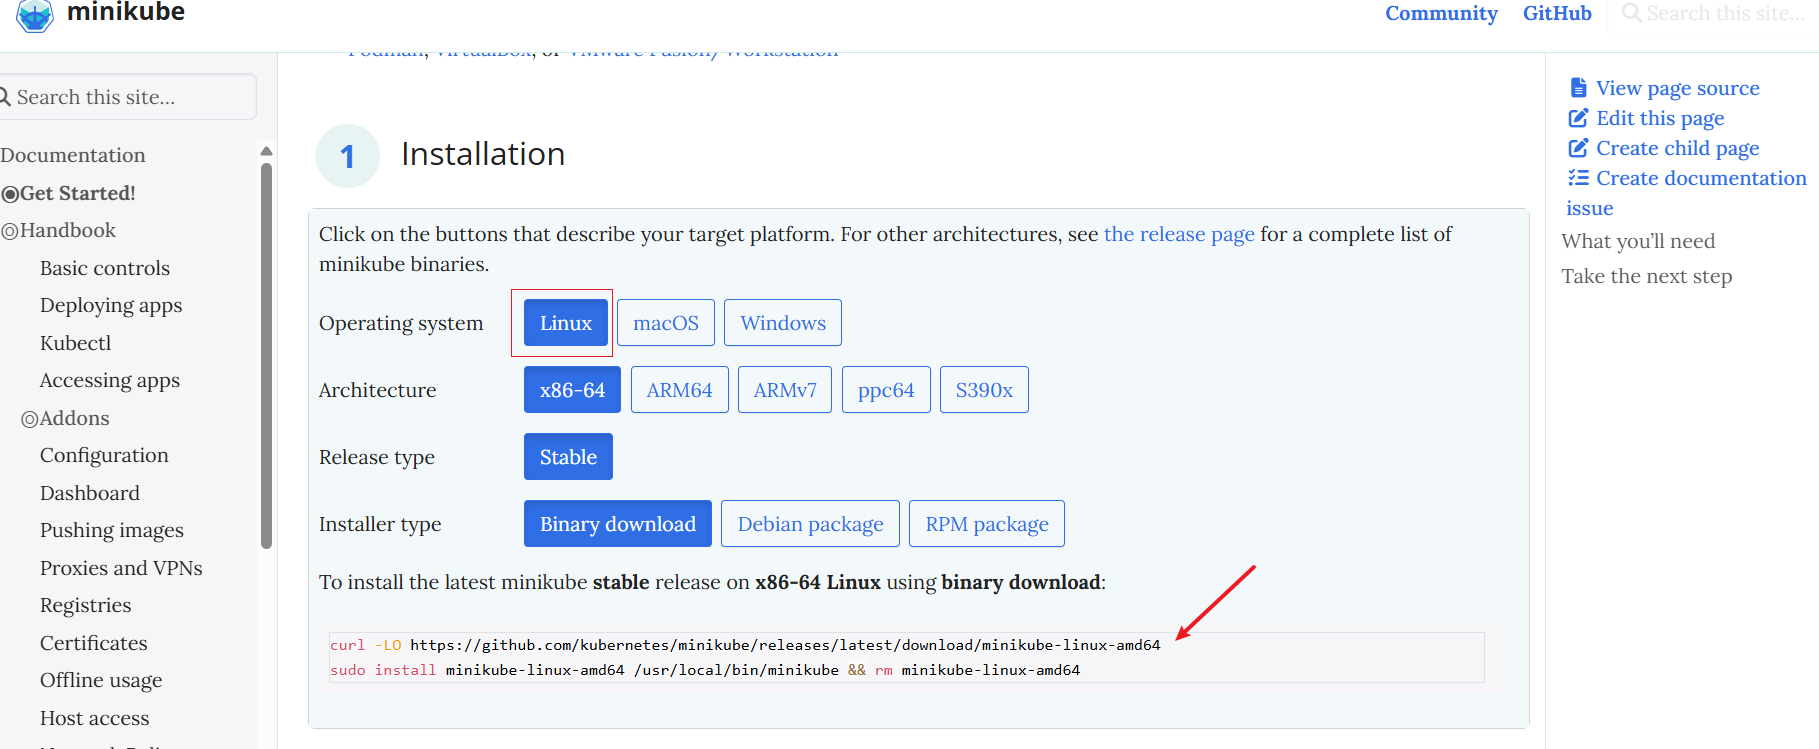 minikube
Community
GitHub
Search this site...
Podman, VirtualBox, or VMware Fusion/Workstation
Search this site...
Documentation
Get Started!
Handbook
Basic controls
Deploying apps
Kubectl
Accessing apps
Addons
Configuration
Dashboard
Pushing images
Proxies and VPNs
Registries
Certificates
Offline usage
Host access
1 Installation
Click on the buttons that describe your target platform. For other architectures, see the release page for a complete list of
minikube binaries.
Operating system Linux macOS Windows
Architecture x86-64 ARM64 ARMv7 ppc64 S390x
Release type Stable
Installer type Binary download Debian package RPM package
To install the latest minikube stable release on x86-64 Linux using binary download:
curl -LO https://github.com/kubernetes/minikube/releases/latest/download/minikube-linux-amd64
sudo install minikube-linux-amd64 /usr/local/bin/minikube && rm minikube-linux-amd64
View page source
Edit this page
Create child page
Create documentation
issue
What you'll need
Take the next step